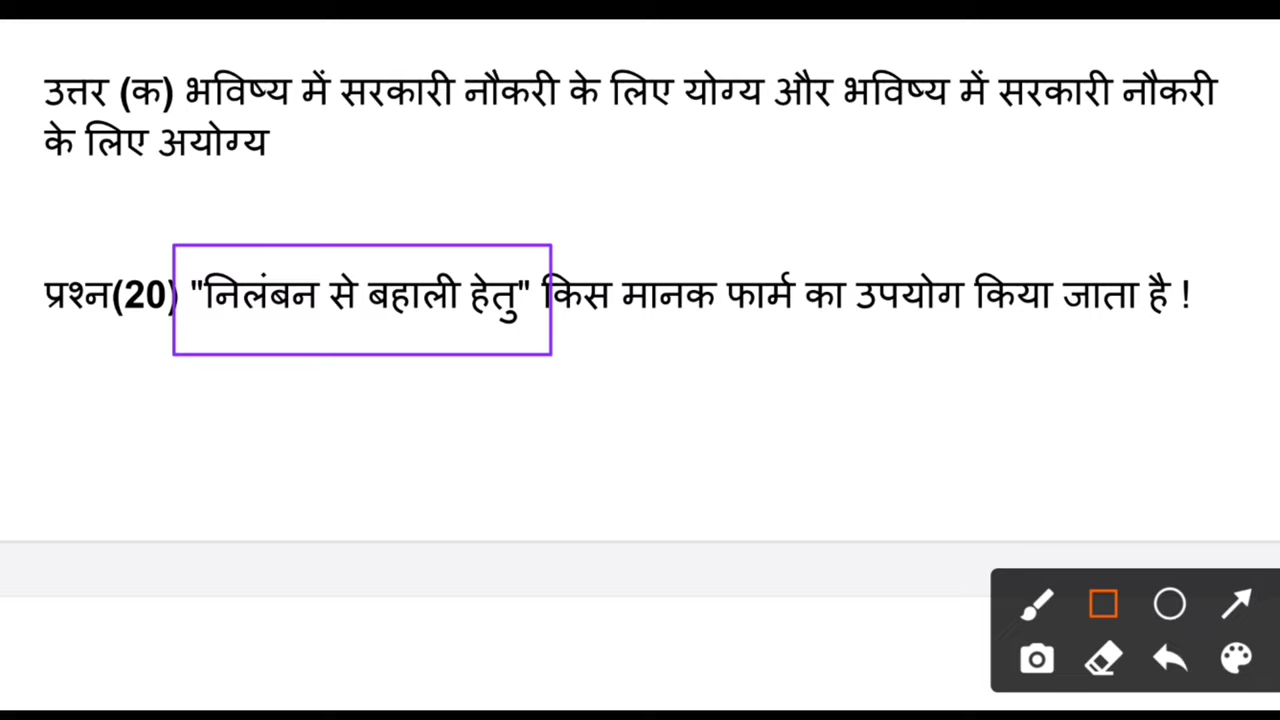 उत्तर (क) भविष्य में सरकारी नौकरी के लिए योग्य और भविष्य में सरकारी नौकरी
के लिए अयोग्य
प्रश्न(20) "निलंबन से बहाली हेतु" किस मानक फार्म का उपयोग किया जाता है !